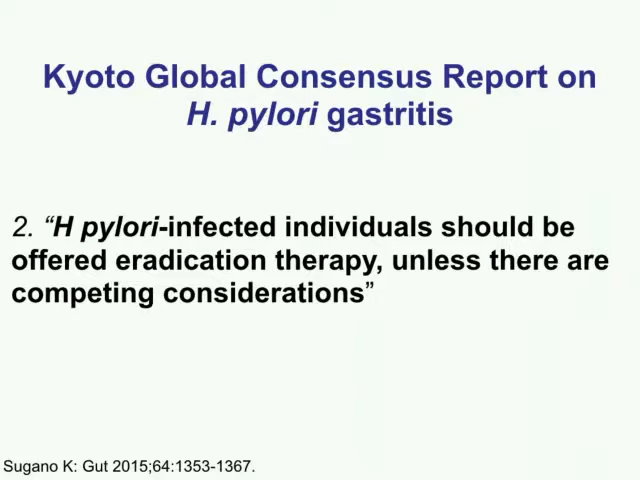 Kyoto Global Consensus Report on
H. pylori gastritis
2. “H pylori-infected individuals should be
offered eradication therapy, unless there are
competing considerations”
Sugano K: Gut 2015;64:1353-1367.